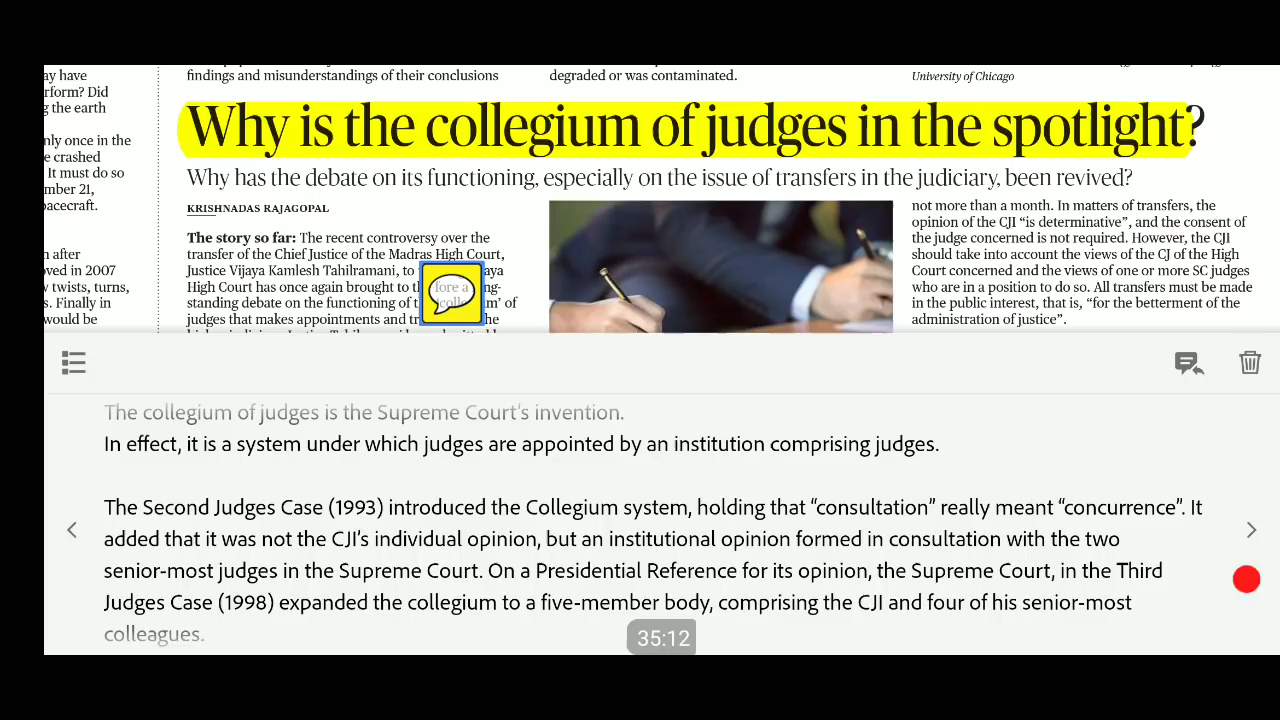 ay have
rform? Did
g the earth
nly once in the
e crashed
It must do so
mber 21,
pacecraft.
n after
oved in 2007
twists, turns,
s. Finally in
would be
findings and misunderstandings of their conclusions
degraded or was contaminated.
University of Chicago
Why is the collegium of judges in the spotlight?
Why has the debate on its functioning, especially on the issue of transfers in the judiciary, been revived?
KRISHNADAS RAJAGOPAL
The story so far: The recent controversy over the
transfer of the Chief Justice of the Madras High Court,
Justice Vijaya Kamlesh Tahilramani, to aya
High Court has once again brought to fore a ng-
standing debate on the functioning of of
judges that makes appointments and he
not more than a month. In matters of transfers, the
opinion of the CJI “is determinative”, and the consent of
the judge concerned is not required. However, the CJI
should take into account the views of the CJ of the High
Court concerned and the views of one or more SC judges
who are in a position to do so. All transfers must be made
in the public interest, that is, “for the betterment of the
administration of justice”.
The collegium of judges is the Supreme Court’s invention.
In effect, it is a system under which judges are appointed by an institution comprising judges.
The Second Judges Case (1993) introduced the Collegium system, holding that “consultation” really meant “concurrence”. It
added that it was not the CJI’s individual opinion, but an institutional opinion formed in consultation with the two
senior-most judges in the Supreme Court. On a Presidential Reference for its opinion, the Supreme Court, in the Third
Judges Case (1998) expanded the collegium to a five-member body, comprising the CJI and four of his senior-most
colleagues.
35:12